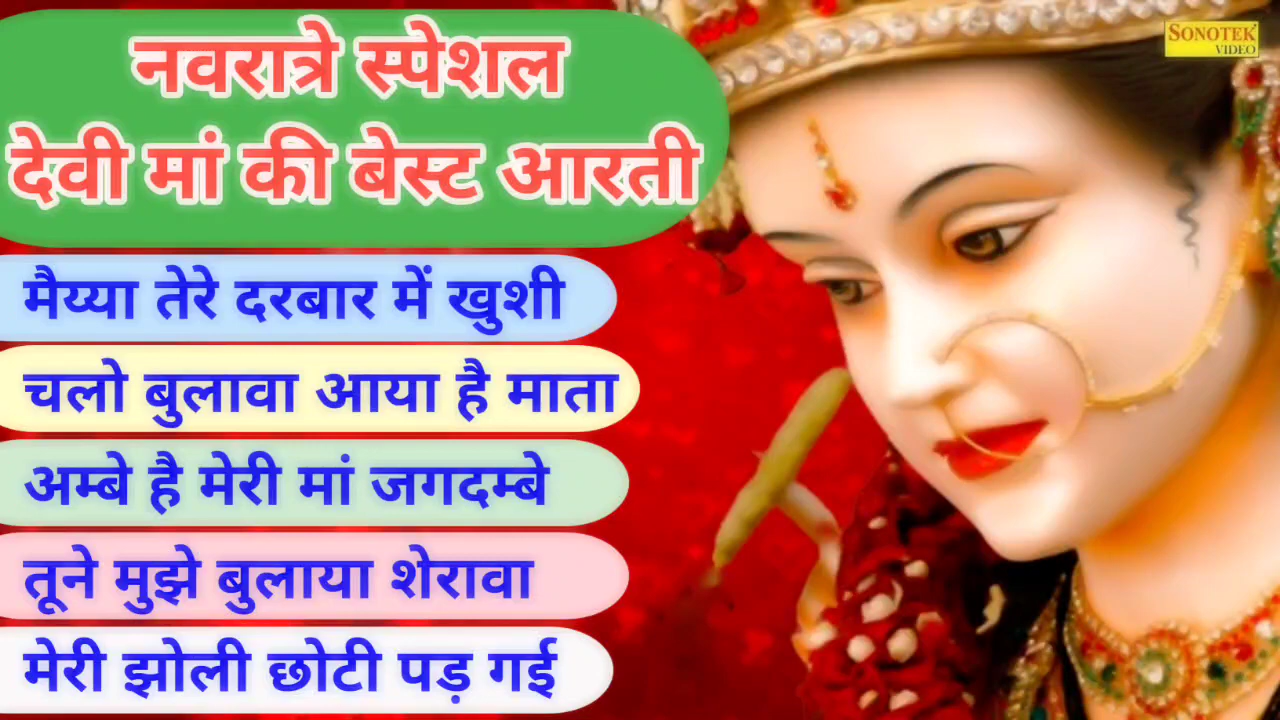 नवरात्रे स्पेशल
देवी मां की बेस्ट आरती
SONOTEK
VIDEO
मैय्या तेरे दरबार में खुशी
चलो बुलावा आया है माता
अम्बे है मेरी मां जगदम्बे
तूने मुझे बुलाया शेरावा
मेरी झोली छोटी पड़ गई